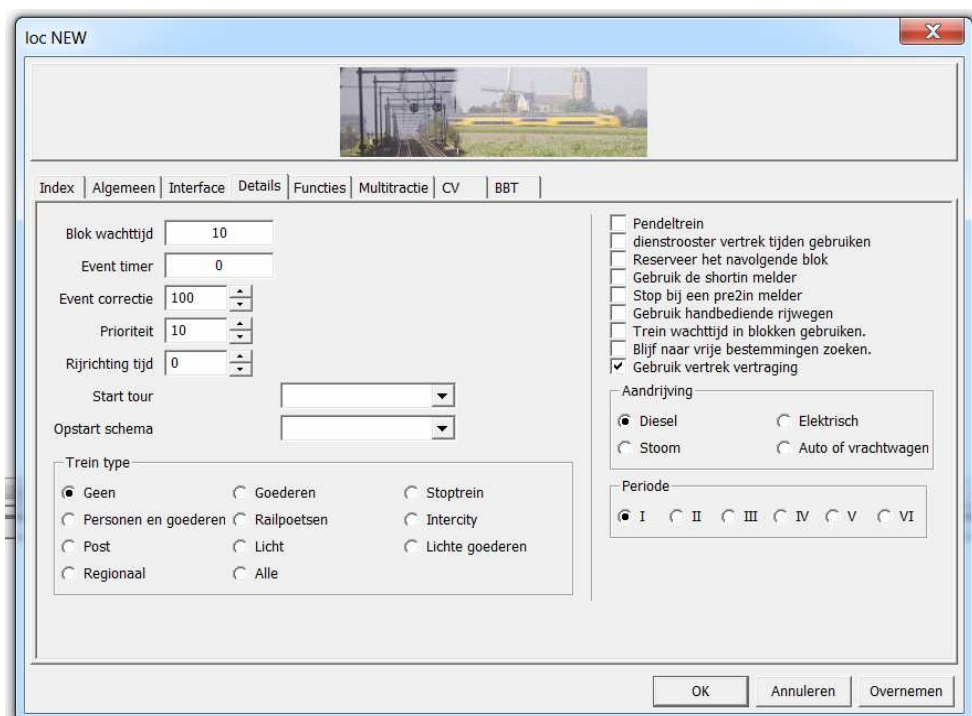 loc NEW
Index Algemeen Interface Details Functies Multitractie CV BBT
Blok wachttijd 10
Event timer 0
Event correctie 100
Prioriteit 10
Rijrichting tijd 0
Start tour
Opstart schema
Trein type
Geen Goederen Stoptrein
Personen en goederen Railpoetsen Intercity
Post Licht Lichte goederen
Regionaal Alle
Pendeltrein
dienstrooster vertrek tijden gebruiken
Reserveer het navolgende blok
Gebruik de shortin melder
Stop bij een pre2in melder
Gebruik handbediende rijwegen
Trein wachttijd in blokken gebruiken.
Blijf naar vrije bestemmingen zoeken.
Gebruik vertrek vertraging
Aandrijving
Diesel Elektrisch
Stoom Auto of vrachtwagen
Periode
I II III IV V VI
OK Annuleren Overnemen